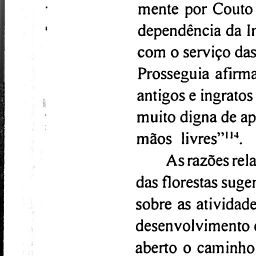 mente por Couto
dependência da In
com o serviço das
Prosseguia afirma
antigos e ingratos
muito digna de ap
mãos livres”¹¹⁴.
As razões rela
das florestas suger
sobre as atividade
desenvolvimento
aberto o caminho